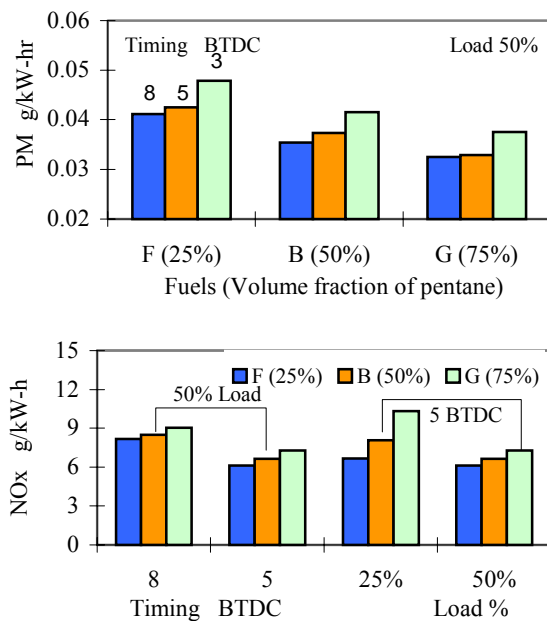 0.06
Timing BTDC Load 50%
3
0.05
8 5
0.04
0.03
0.02
PM g/kW-hr
F (25%) B (50%) G (75%)
Fuels (Volume fraction of pentane)
15
F (25%) B (50%) G (75%)
12
50% Load
5 BTDC
9
6
3
0
NOx g/kW-h
8 5 25% 50%
Timing BTDC Load %